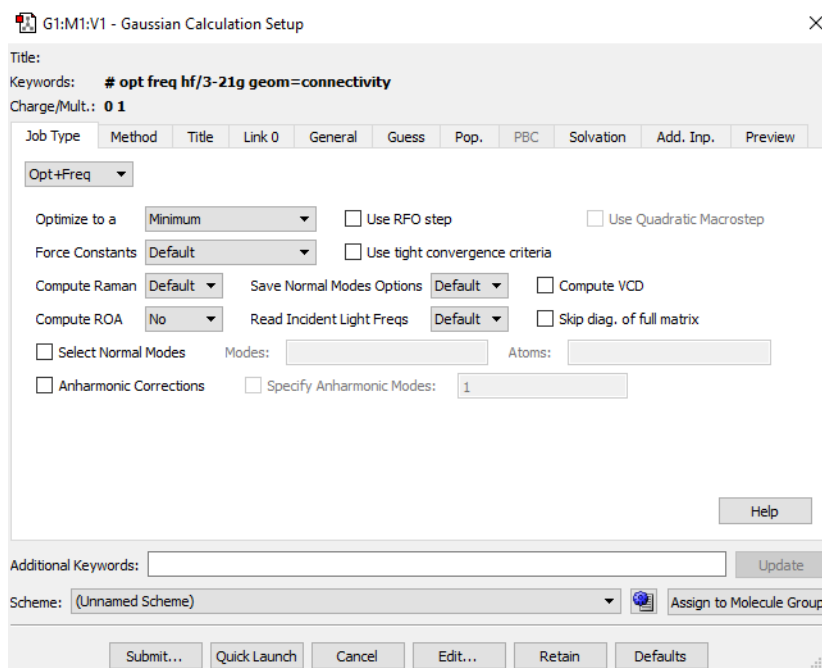 G1:M1:V1 - Gaussian Calculation Setup
Title:
Keywords: # opt freq hf/3-21g geom=connectivity
Charge/Mult.: 0 1
Job Type Method Title Link 0 General Guess Pop. PBC Solvation Add. Inp. Preview
Opt+Freq
Optimize to a Minimum Use RFO step Use Quadratic Macrostep
Force Constants Default Use tight convergence criteria
Compute Raman Default Save Normal Modes Options Default Compute VCD
Compute ROA No Read Incident Light Freqs Default Skip diag. of full matrix
Select Normal Modes Modes: Atoms:
Anharmonic Corrections Specify Anharmonic Modes: 1
Help
Additional Keywords: Update
Scheme: (Unnamed Scheme) Assign to Molecule Group
Submit... Quick Launch Cancel Edit... Retain Defaults